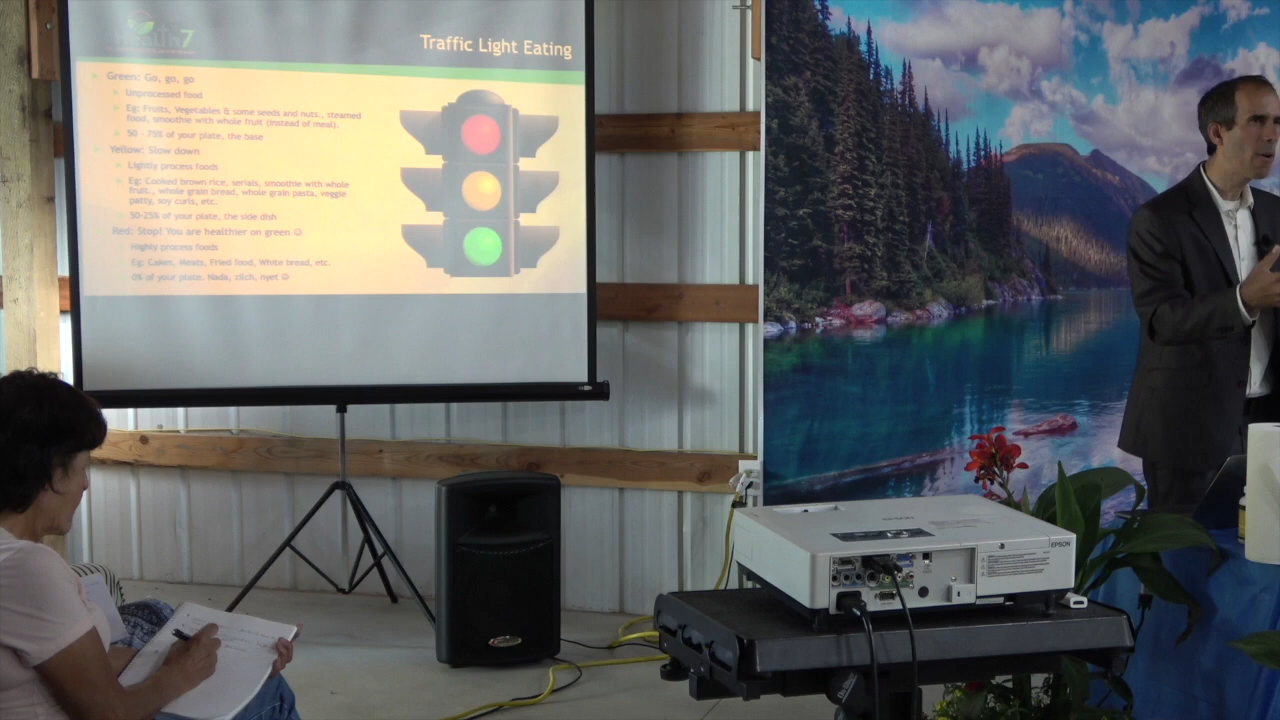 Health7
Traffic Light Eating
Green: Go, go, go
Unprocessed food
Eg: Fruits, Vegetables & some seeds and nuts., steamed
food, smoothie with whole fruit (instead of meal).
50 - 75% of your plate, the base
Yellow: Slow down
Lightly process foods
Eg: Cooked brown rice, serials, smoothie with whole
fruit., whole grain bread, whole grain pasta, veggie
patty, soy curls, etc.
50-25% of your plate, the side dish
Red: Stop! You are healthier on green ☺
Highly process foods
Eg: Cakes, Meats, Fried food, White bread, etc.
0% of your plate. Nada, zilch, nyet ☺
EPSON
EPSON